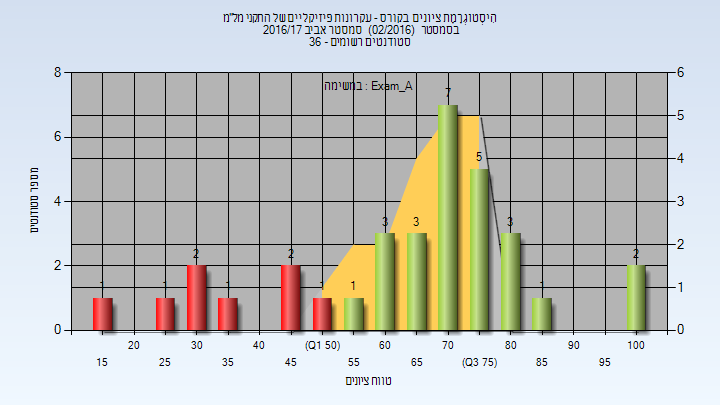 היסטוגרמת ציונים בקורס - עקרונות פיזיקליים של התקני מל"מ
בסמסטר (02/2016) סמסטר אביב 2016/17
סטודנטים רשומים - 36
במשימה : Exam_A
8 6 4 2 0
6 5 4 3 2 1 0
1 1 2 1 2 1 1 3 3 7 5 3 1 2
מספר סטודנטים
20 30 40 (Q1 50) 60 70 80 90 100
15 25 35 45 55 65 (Q3 75) 85 95
טווח ציונים